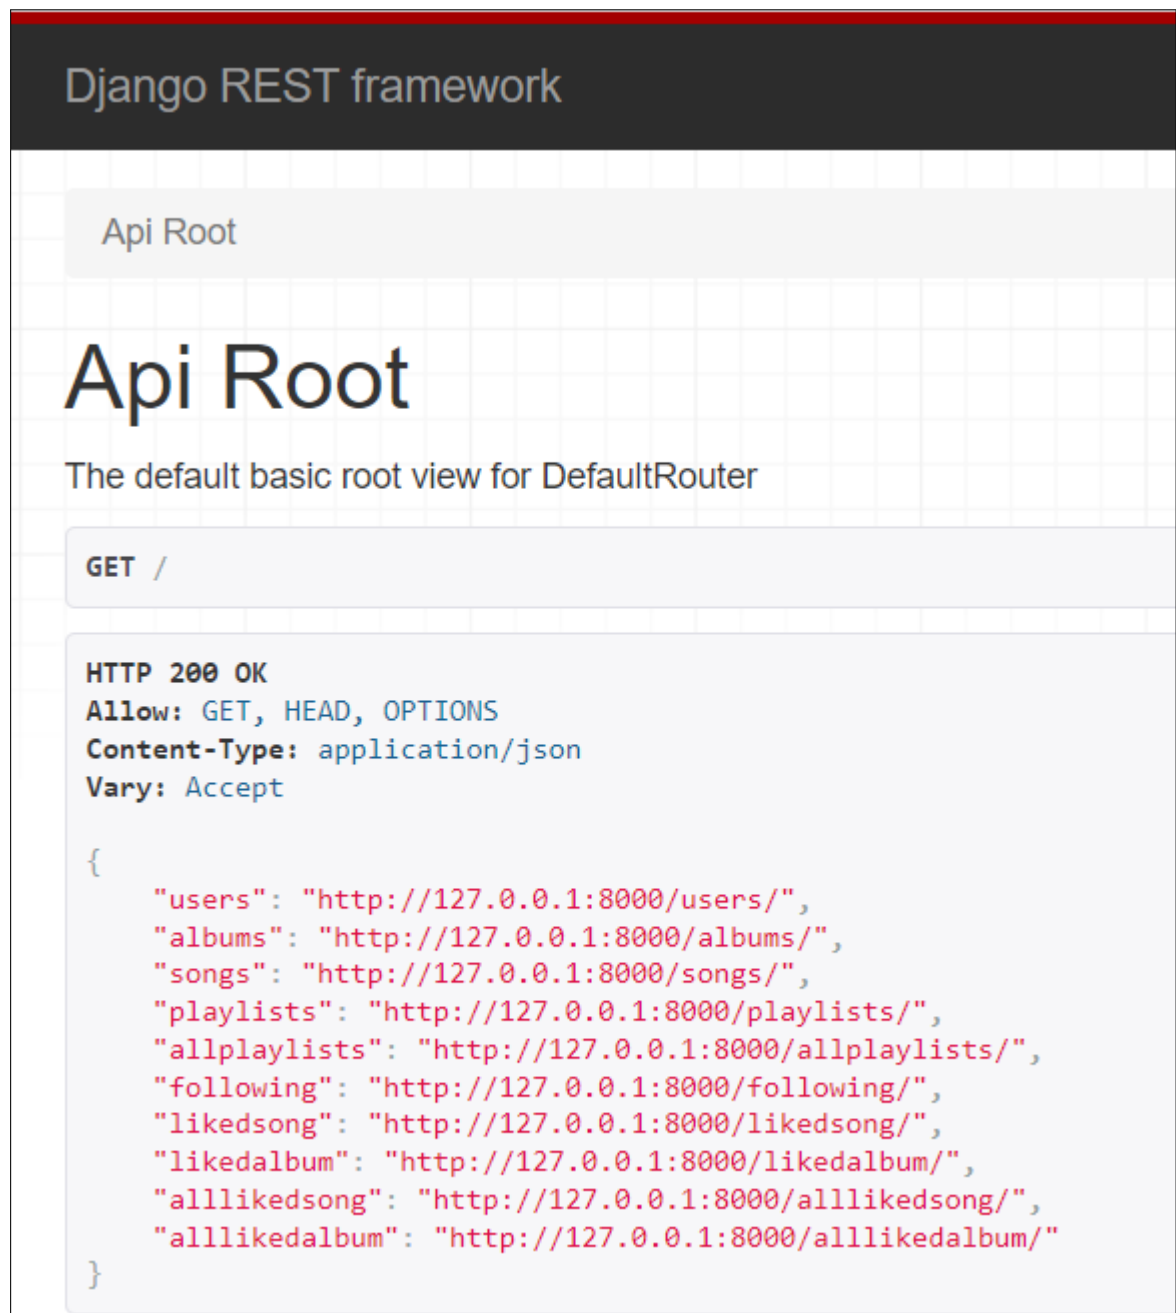 Django REST framework
Api Root
Api Root
The default basic root view for DefaultRouter
GET /
HTTP 200 OK
Allow: GET, HEAD, OPTIONS
Content-Type: application/json
Vary: Accept
{
"users": "http://127.0.0.1:8000/users/",
"albums": "http://127.0.0.1:8000/albums/",
"songs": "http://127.0.0.1:8000/songs/",
"playlists": "http://127.0.0.1:8000/playlists/",
"allplaylists": "http://127.0.0.1:8000/allplaylists/",
"following": "http://127.0.0.1:8000/following/",
"likedsong": "http://127.0.0.1:8000/likedsong/",
"likedalbum": "http://127.0.0.1:8000/likedalbum/",
"alllikedsong": "http://127.0.0.1:8000/alllikedsong/",
"alllikedalbum": "http://127.0.0.1:8000/alllikedalbum/"
}